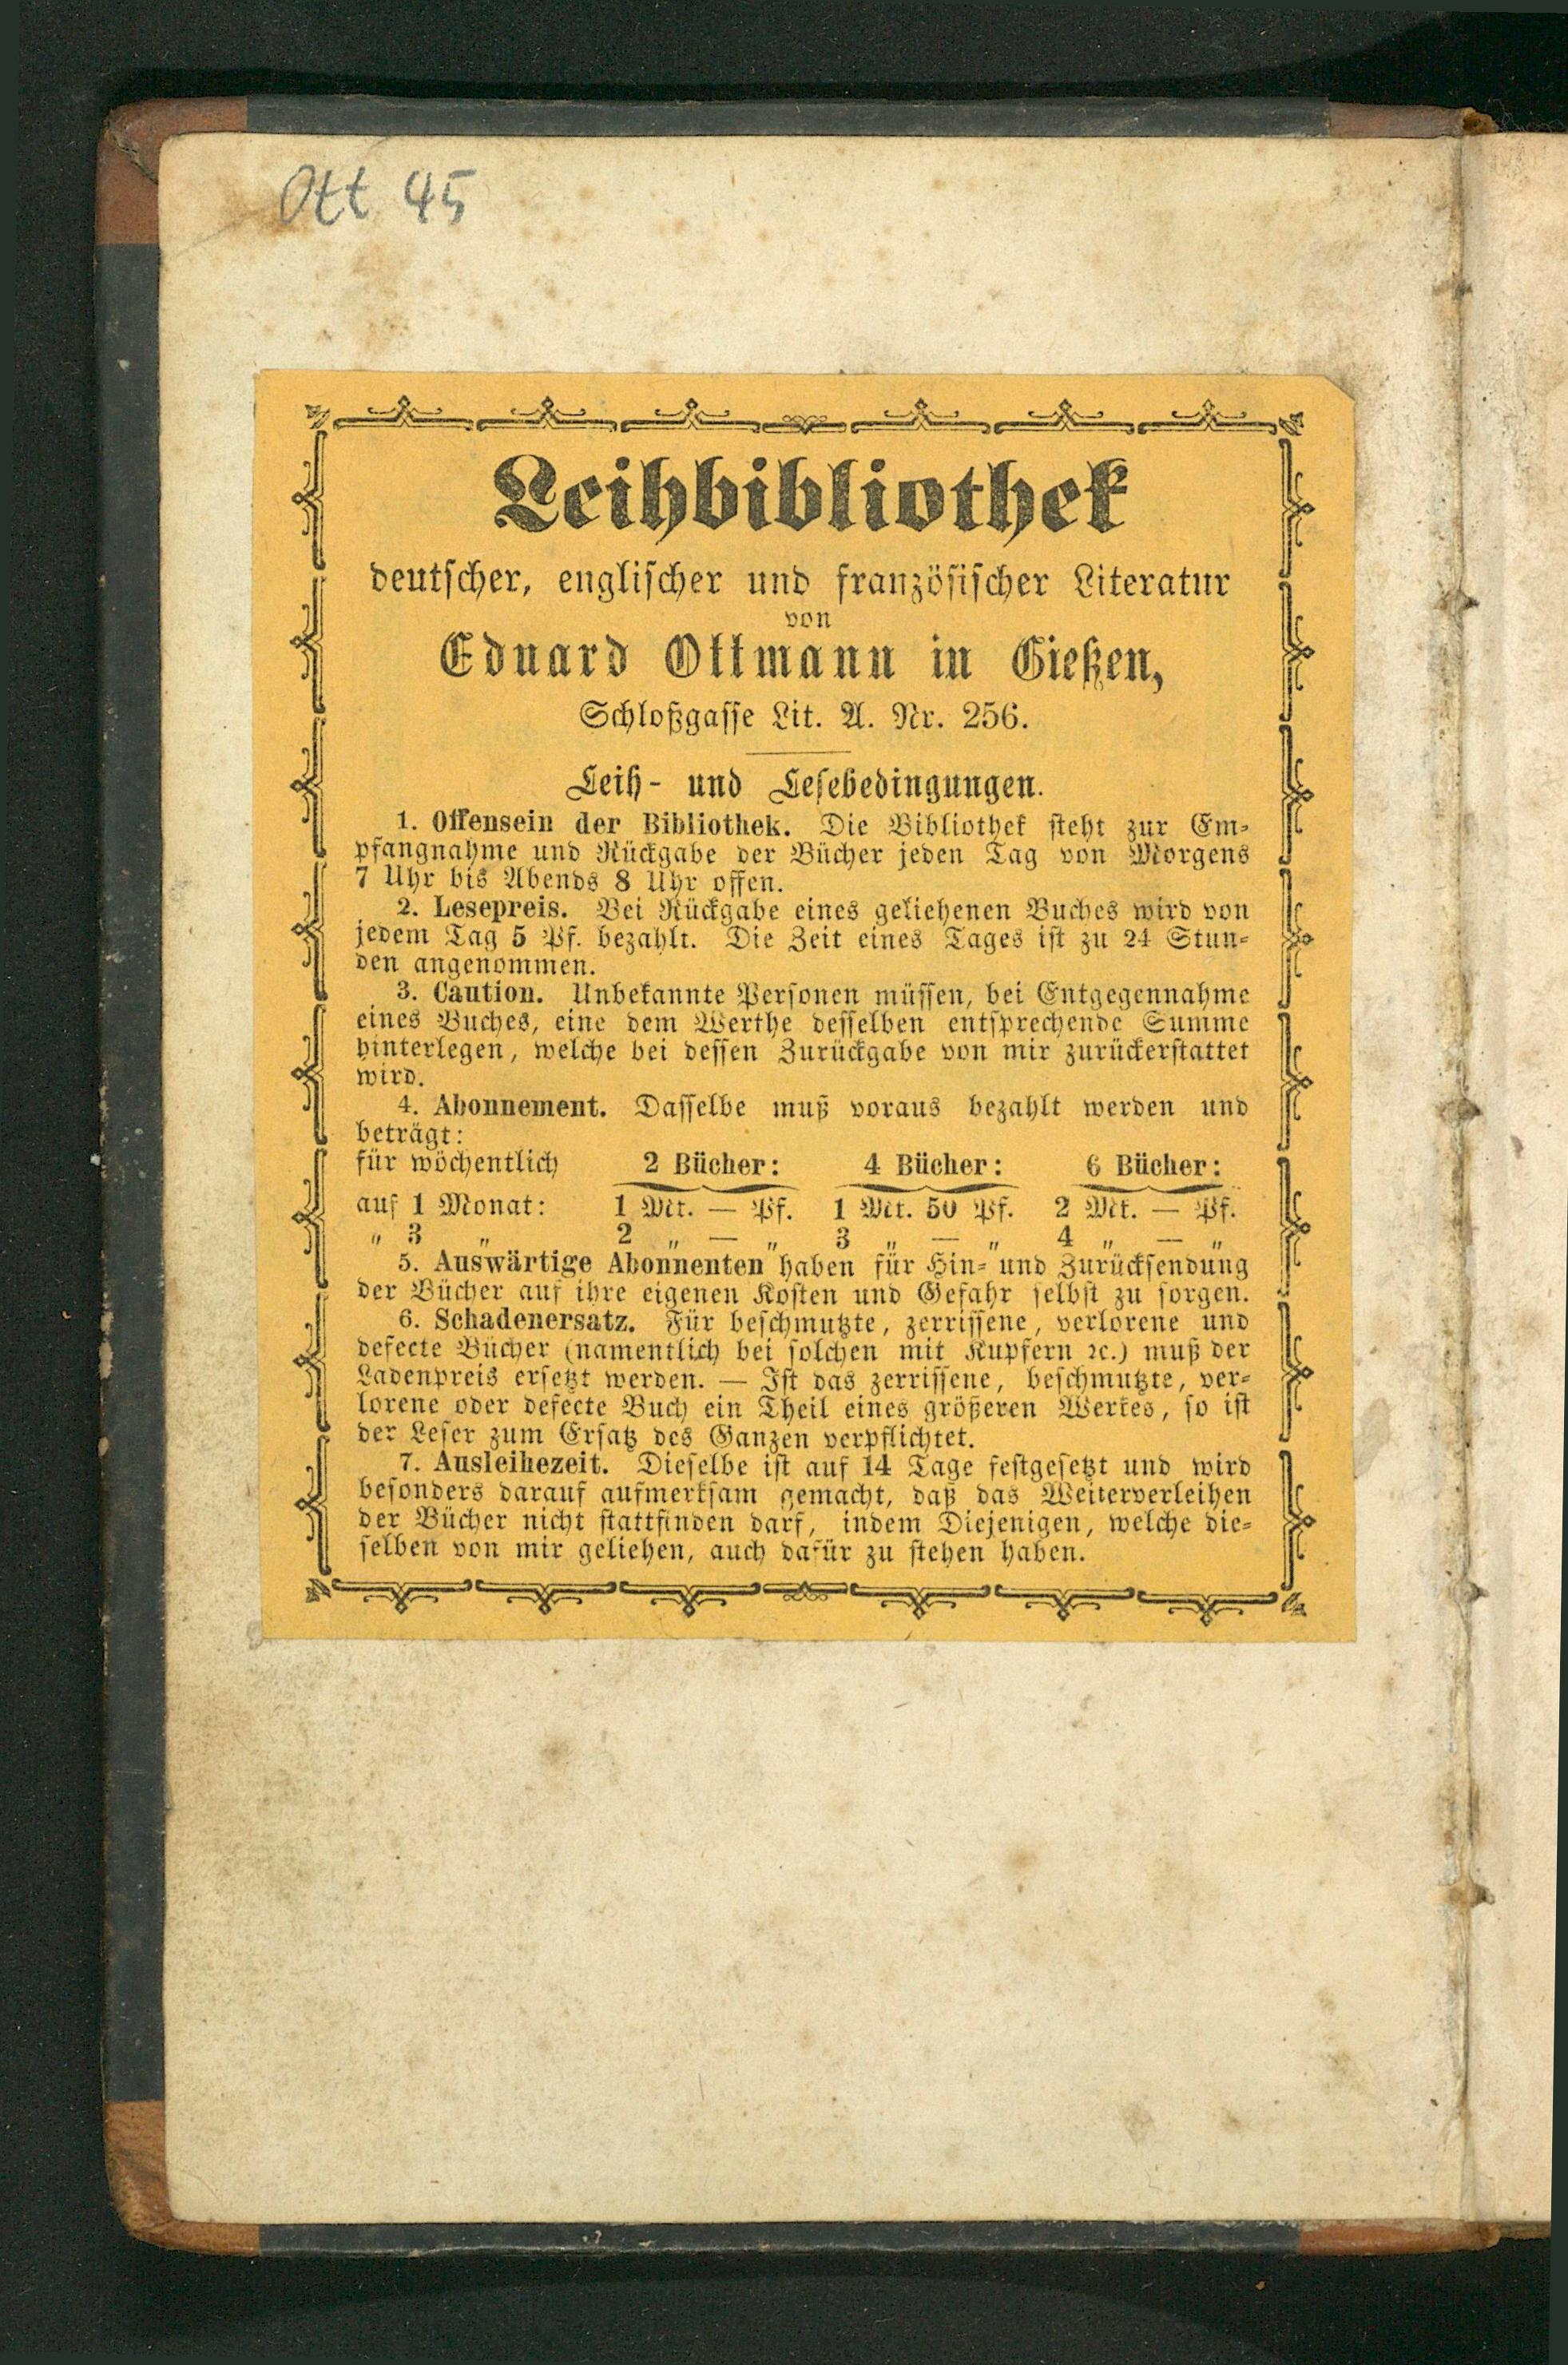 Ott 45
Leihbibliothek
deutscher, englischer und französischer Literatur
von
Eduard Ottmann in Gießen,
Schloßgasse Lit. A. Nr. 256.
Leih- und Lesebedingungen.
1. Offensein der Bibliothek. Die Bibliothek steht zur Em-
pfangnahme und Rückgabe der Bücher jeden Tag von Morgens
7 Uhr bis Abends 8 Uhr offen.
2. Lesepreis. Bei Rückgabe eines geliehenen Buches wird von
jedem Tag 5 Pf. bezahlt. Die Zeit eines Tages ist zu 24 Stun-
den angenommen.
3. Caution. Unbekannte Personen müssen, bei Entgegennahme
eines Buches, eine dem Werthe desselben entsprechende Summe
hinterlegen, welche bei dessen Zurückgabe von mir zurückerstattet
wird.
4. Abonnement. Dasselbe muß voraus bezahlt werden und
beträgt:
für wöchentlich 2 Bücher: 4 Bücher: 6 Bücher:
auf 1 Monat: 1 Mk. — Pf. 1 Mk. 50 Pf. 2 Mk. — Pf.
„ 3 „ 2 „ — „ 3 „ — „ 4 „ — „
5. Auswärtige Abonnenten haben für Hin- und Zurücksendung
der Bücher auf ihre eigenen Kosten und Gefahr selbst zu sorgen.
6. Schadenersatz. Für beschmutzte, zerrissene, verlorene und
defecte Bücher (namentlich bei solchen mit Kupfern ꝛc.) muß der
Ladenpreis ersetzt werden. — Ist das zerrissene, beschmutzte, ver-
lorene oder defecte Buch ein Theil eines größeren Werkes, so ist
der Leser zum Ersatz des Ganzen verpflichtet.
7. Ausleihezeit. Dieselbe ist auf 14 Tage festgesetzt und wird
besonders darauf aufmerksam gemacht, daß das Weiterverleihen
der Bücher nicht stattfinden darf, indem Diejenigen, welche die-
selben von mir geliehen, auch dafür zu stehen haben.